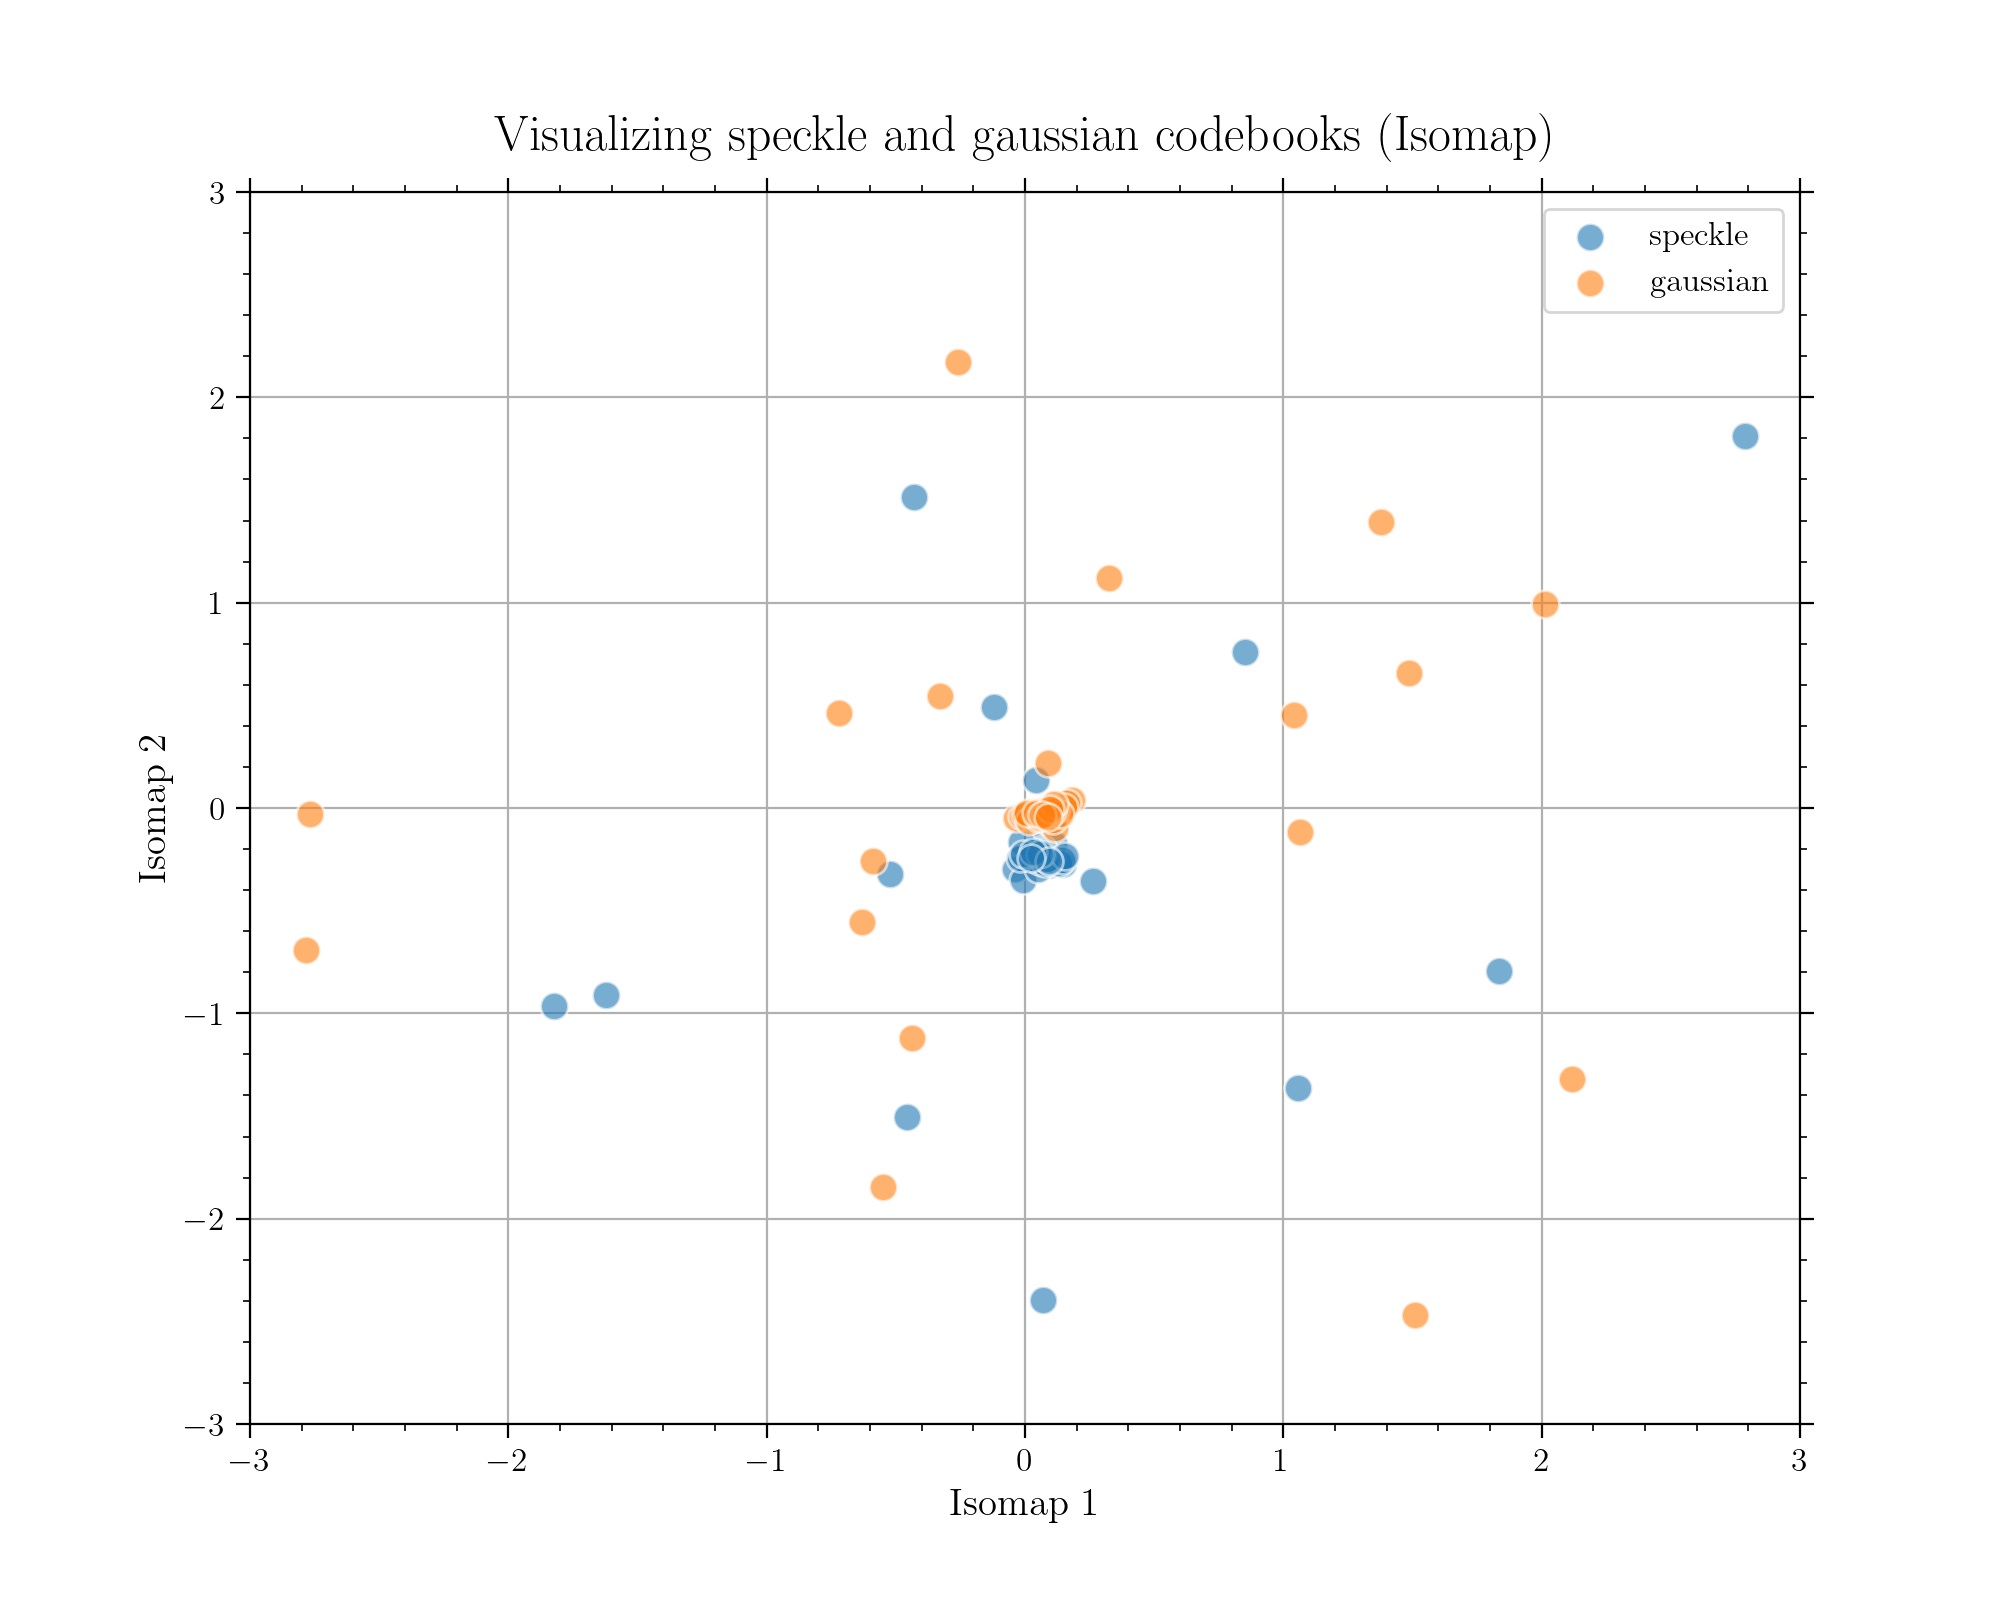 Visualizing speckle and gaussian codebooks (Isomap)
3
2
1
0
−1
−2
−3
Isomap 2
speckle
gaussian
−3 −2 −1 0 1 2 3
Isomap 1